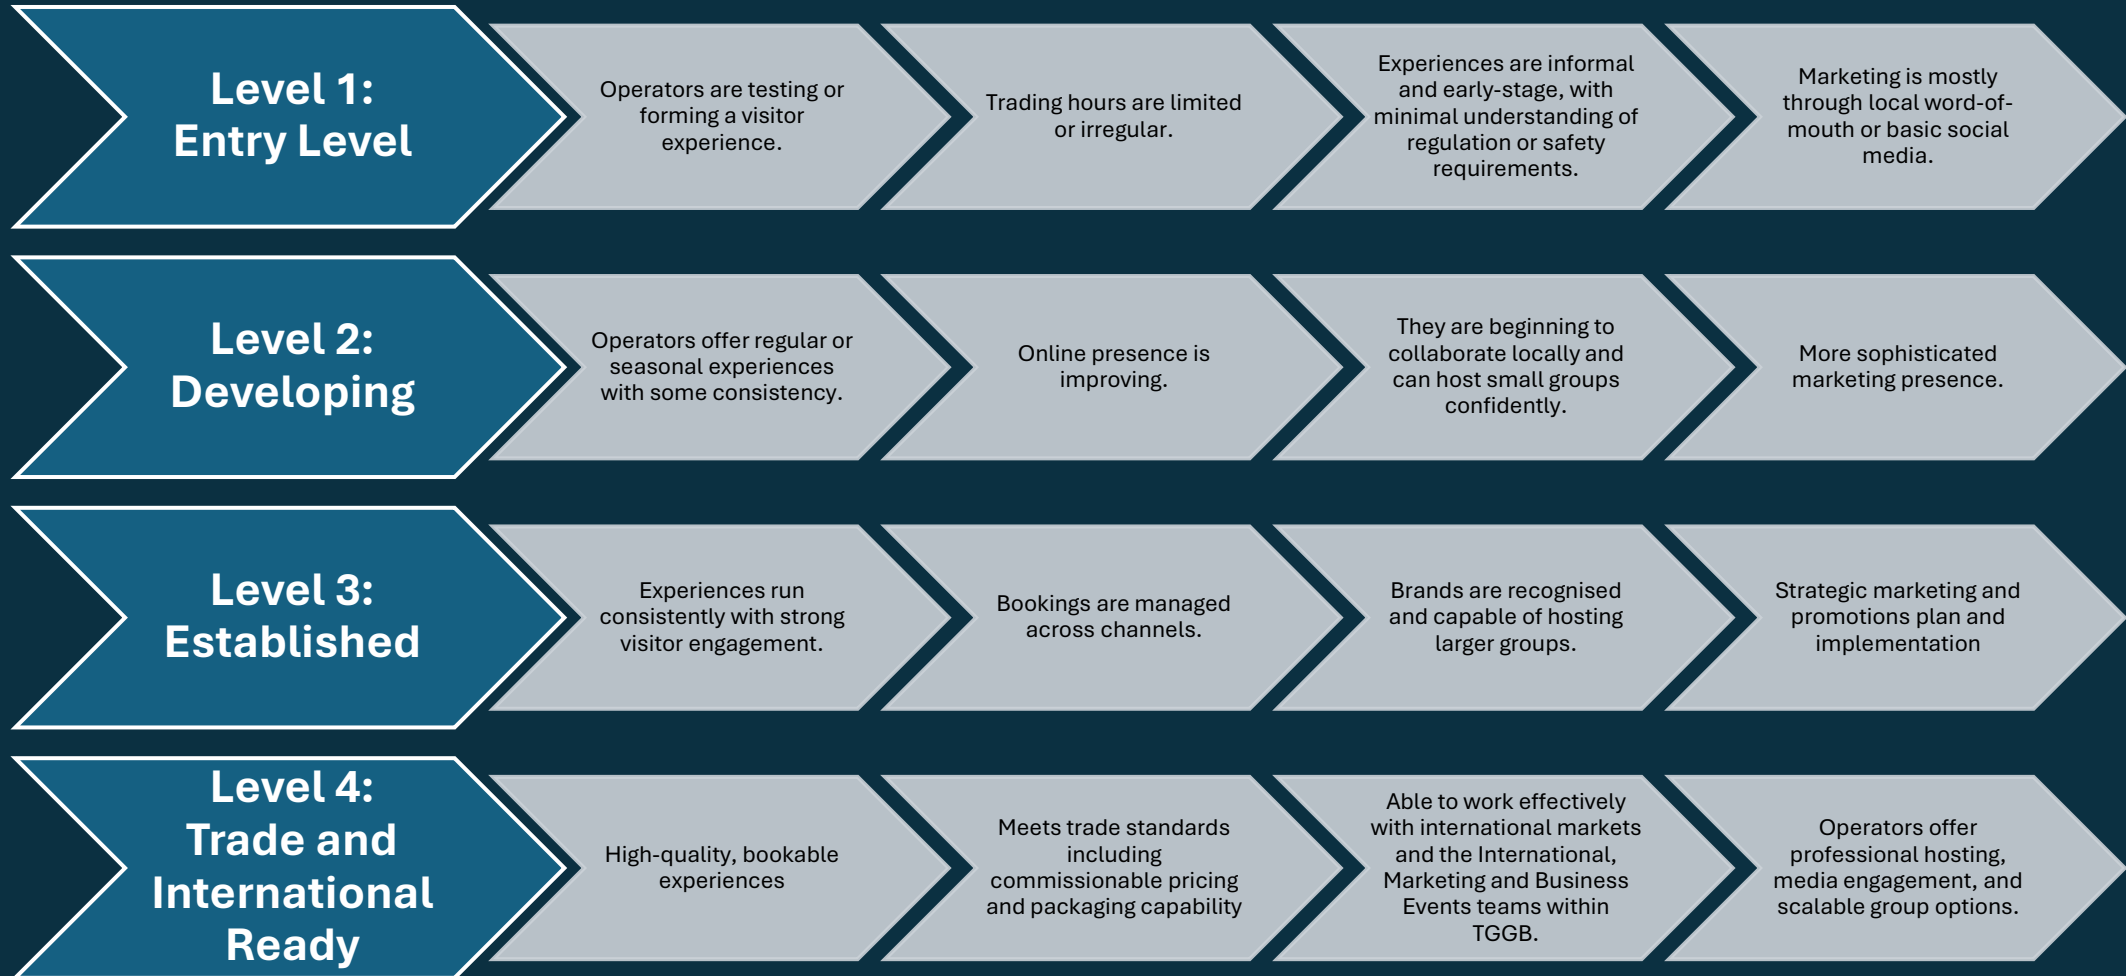 Level 1:
Entry Level
Operators are testing or
forming a visitor
experience.
Trading hours are limited
or irregular.
Experiences are informal
and early-stage, with
minimal understanding of
regulation or safety
requirements.
Marketing is mostly
through local word-of-
mouth or basic social
media.
Level 2:
Developing
Operators offer regular or
seasonal experiences
with some consistency.
Online presence is
improving.
They are beginning to
collaborate locally and
can host small groups
confidently.
More sophisticated
marketing presence.
Level 3:
Established
Experiences run
consistently with strong
visitor engagement.
Bookings are managed
across channels.
Brands are recognised
and capable of hosting
larger groups.
Strategic marketing and
promotions plan and
implementation
Level 4:
Trade and
International
Ready
High-quality, bookable
experiences
Meets trade standards
including
commissionable pricing
and packaging capability
Able to work effectively
with international markets
and the International,
Marketing and Business
Events teams within
TGGB.
Operators offer
professional hosting,
media engagement, and
scalable group options.